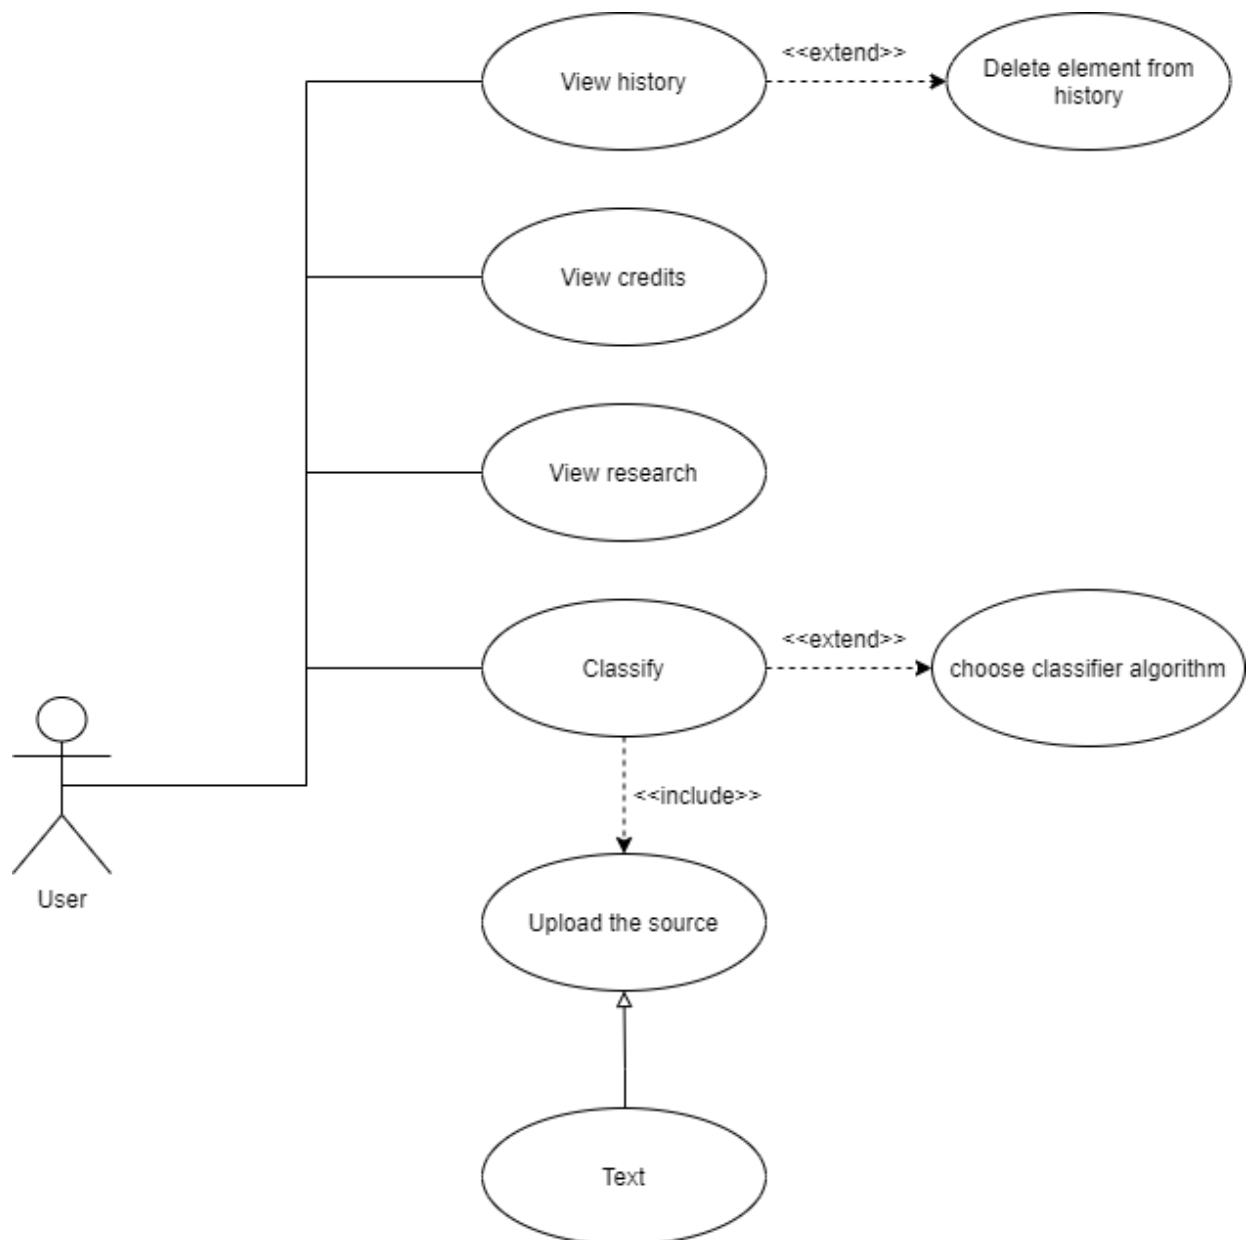 View history
<<extend>>
Delete element from
history
View credits
View research
Classify
<<extend>>
choose classifier algorithm
<<include>>
User
Upload the source
Text